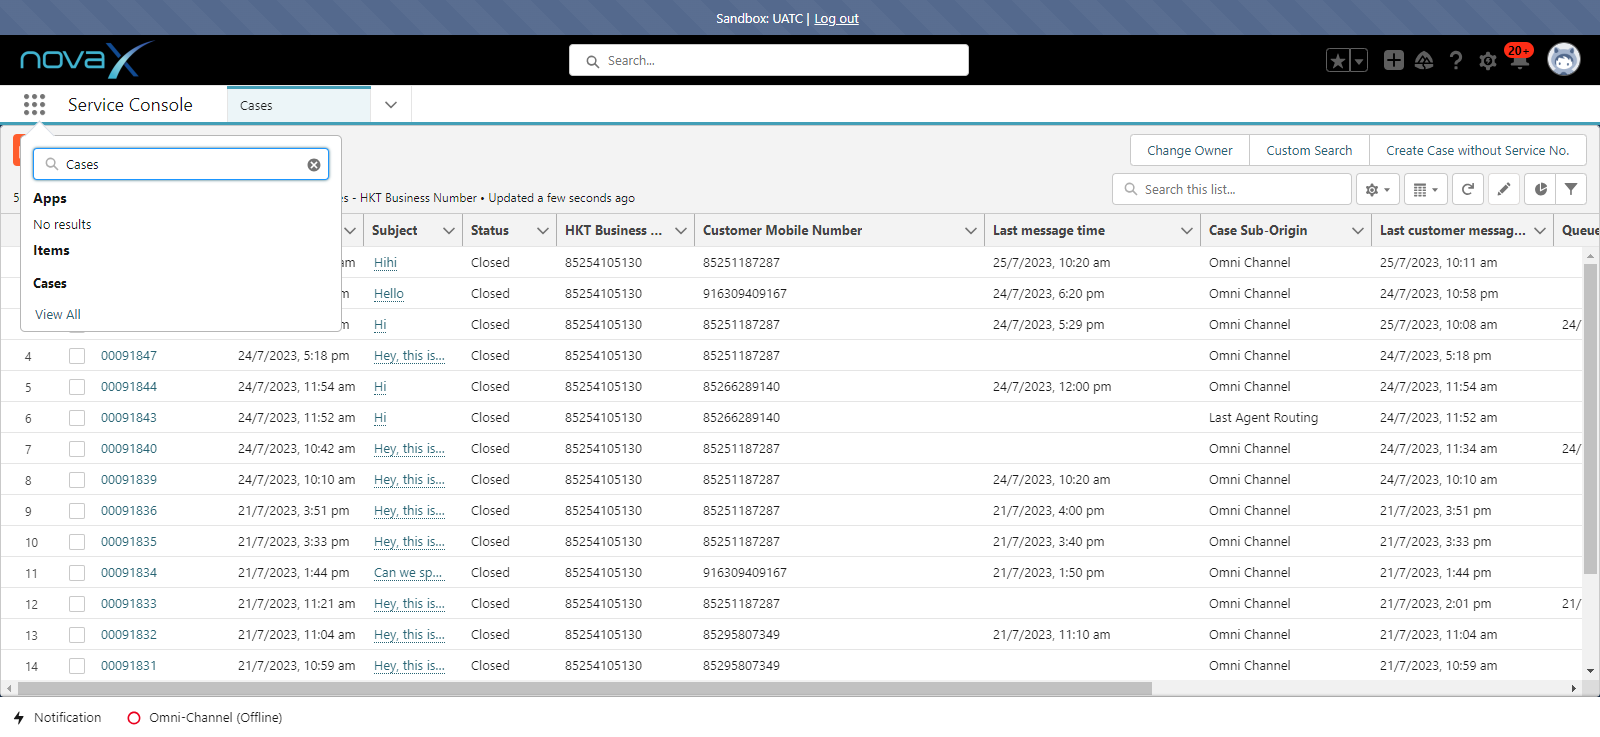 Sandbox: UATC | Log out
novaX
Search...
20+
Service Console
Cases
Cases
Apps
No results
Items
Cases
View All
Change Owner
Custom Search
Create Case without Service No.
5
es - HKT Business Number • Updated a few seconds ago
Search this list...
Subject Status HKT Business ... Customer Mobile Number Last message time Case Sub-Origin Last customer messag... Queue
am Hihi Closed 85254105130 85251187287 25/7/2023, 10:20 am Omni Channel 25/7/2023, 10:11 am
m Hello Closed 85254105130 916309409167 24/7/2023, 6:20 pm Omni Channel 24/7/2023, 10:58 pm
m Hi Closed 85254105130 85251187287 24/7/2023, 5:29 pm Omni Channel 25/7/2023, 10:08 am 24/
4 00091847 24/7/2023, 5:18 pm Hey, this is... Closed 85254105130 85251187287 Omni Channel 24/7/2023, 5:18 pm
5 00091844 24/7/2023, 11:54 am Hi Closed 85254105130 85266289140 24/7/2023, 12:00 pm Omni Channel 24/7/2023, 11:54 am
6 00091843 24/7/2023, 11:52 am Hi Closed 85254105130 85266289140 Last Agent Routing 24/7/2023, 11:52 am
7 00091840 24/7/2023, 10:42 am Hey, this is... Closed 85254105130 85251187287 Omni Channel 24/7/2023, 11:34 am 24/
8 00091839 24/7/2023, 10:10 am Hey, this is... Closed 85254105130 85251187287 24/7/2023, 10:20 am Omni Channel 24/7/2023, 10:10 am
9 00091836 21/7/2023, 3:51 pm Hey, this is... Closed 85254105130 85251187287 21/7/2023, 4:00 pm Omni Channel 21/7/2023, 3:51 pm
10 00091835 21/7/2023, 3:33 pm Hey, this is... Closed 85254105130 85251187287 21/7/2023, 3:40 pm Omni Channel 21/7/2023, 3:33 pm
11 00091834 21/7/2023, 1:44 pm Can we sp... Closed 85254105130 916309409167 21/7/2023, 1:50 pm Omni Channel 21/7/2023, 1:44 pm
12 00091833 21/7/2023, 11:21 am Hey, this is... Closed 85254105130 85251187287 Omni Channel 21/7/2023, 2:01 pm 21/
13 00091832 21/7/2023, 11:04 am Hey, this is... Closed 85254105130 85295807349 21/7/2023, 11:10 am Omni Channel 21/7/2023, 11:04 am
14 00091831 21/7/2023, 10:59 am Hey, this is... Closed 85254105130 85295807349 Omni Channel 21/7/2023, 10:59 am
Notification Omni-Channel (Offline)